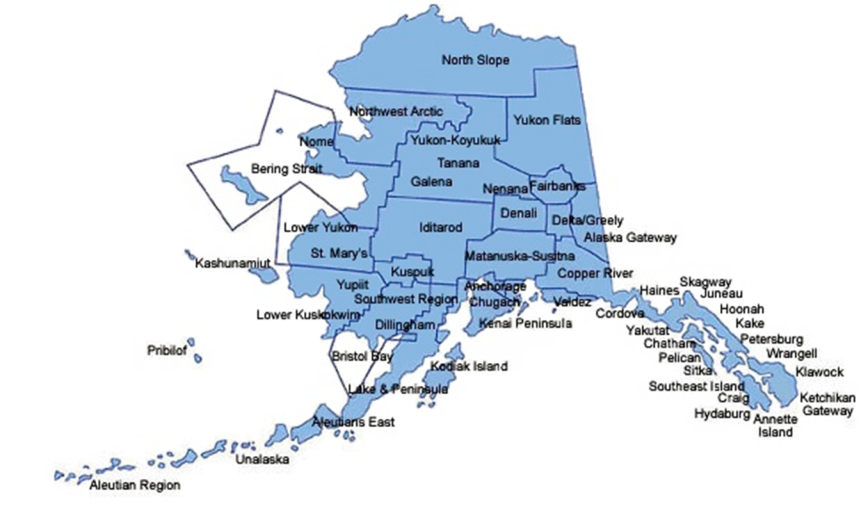 North Slope
Northwest Arctic
Yukon Flats
Nome
Yukon-Koyukuk
Tanana
Bering Strait
Galena
Nenana
Fairbanks
Denali
Delta/Greely
Lower Yukon
Iditarod
Alaska Gateway
St. Mary's
Matanuska-Susitna
Kashunamiut
Kuspuk
Copper River
Yupiit
Anchorage
Southwest Region
Chugach
Valdez
Haines
Skagway
Juneau
Lower Kuskokwim
Cordova
Hoonah
Dillingham
Kenai Peninsula
Yakutat
Kake
Chatham
Petersburg
Pribilof
Bristol Bay
Pelican
Wrangell
Kodiak Island
Sitka
Klawock
Lake & Peninsula
Southeast Island
Craig
Ketchikan
Gateway
Hydaburg
Annette
Island
Aleutians East
Unalaska
Aleutian Region